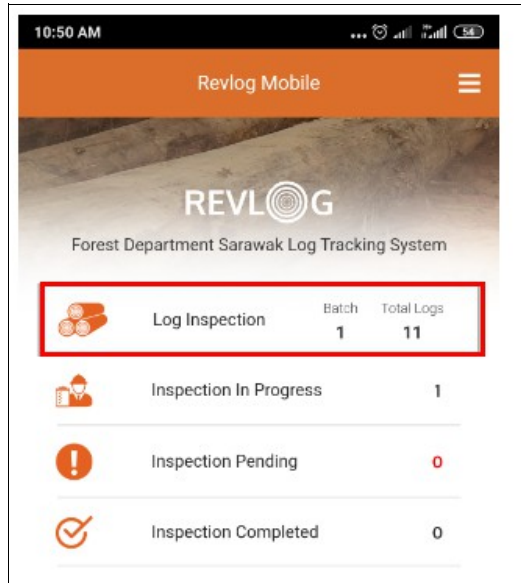 10:50 AM
54
Revlog Mobile
REVLOG
Forest Department Sarawak Log Tracking System
Batch Total Logs
Log Inspection
1 11
Inspection In Progress 1
Inspection Pending 0
Inspection Completed 0